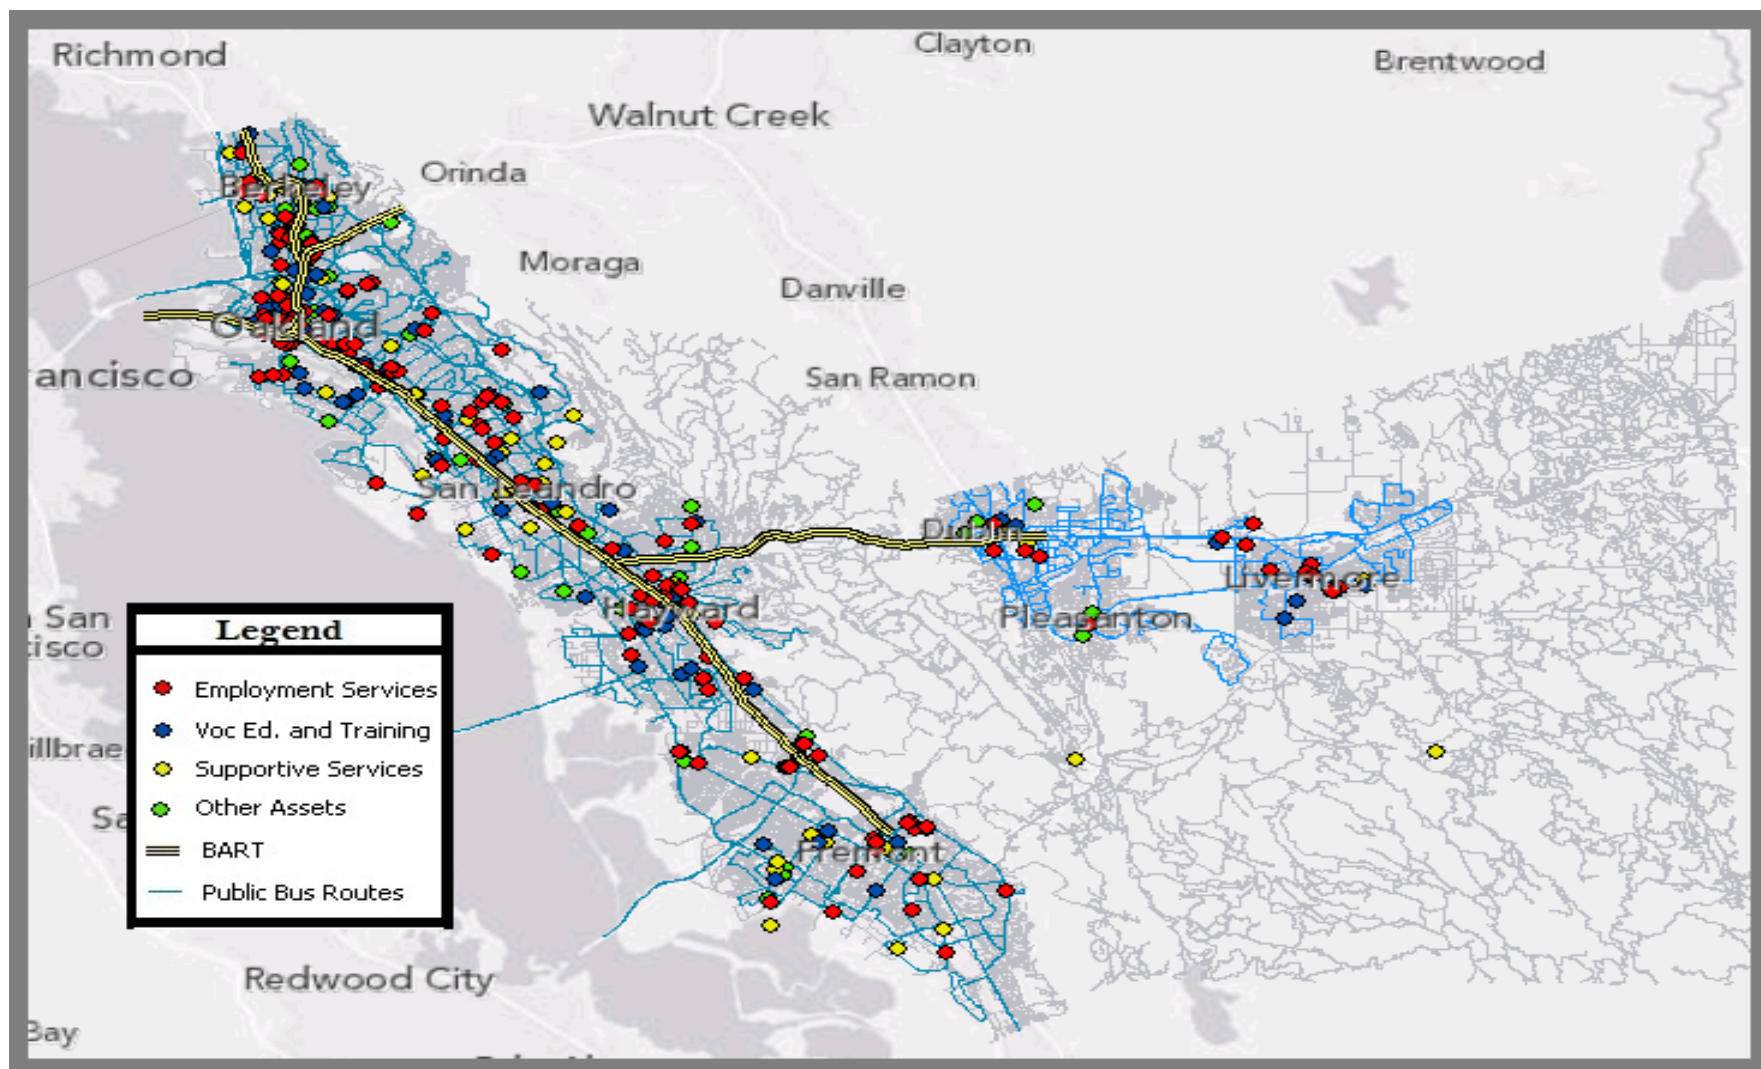 Richmond
Clayton
Brentwood
Walnut Creek
Orinda
Berkeley
Moraga
Danville
Oakland
ancisco
San Ramon
San Leandro
Dublin
Livermore
Hayward
Pleasanton
San
cisco
Legend
Employment Services
Voc Ed. and Training
Supportive Services
Other Assets
BART
Public Bus Routes
illbrae
Sa
Fremont
Redwood City
Bay